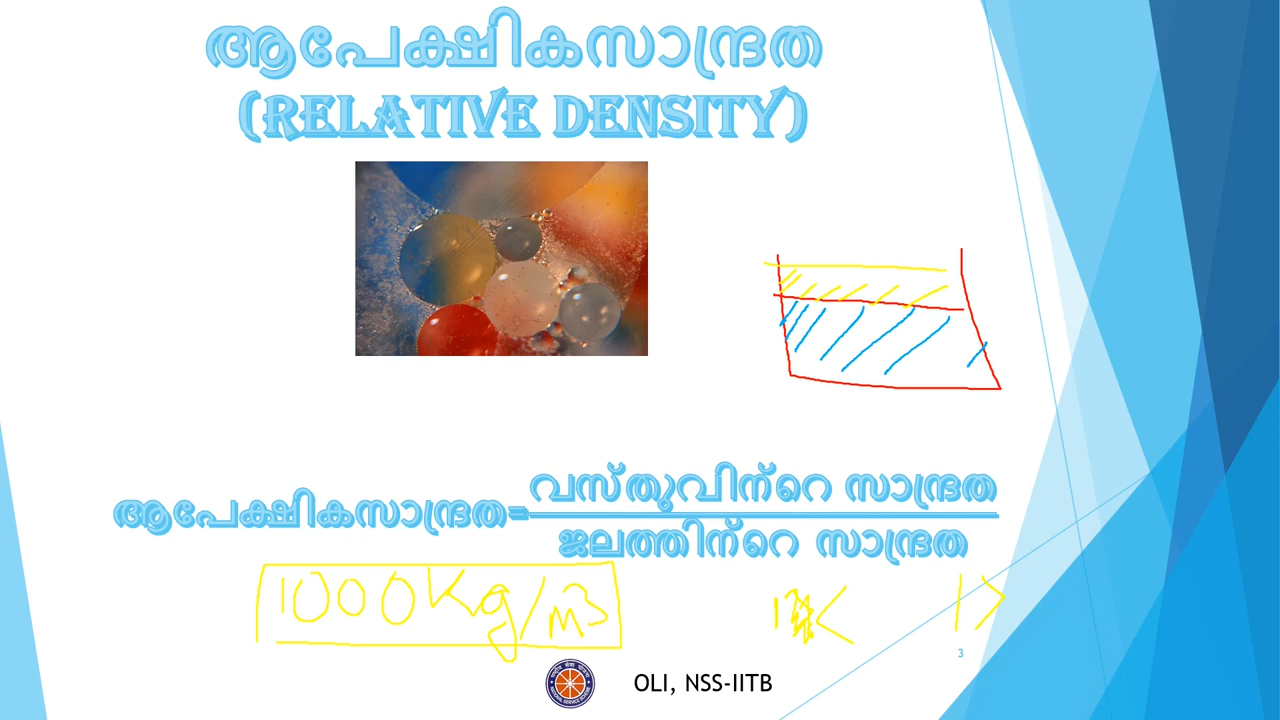 ആപേക്ഷികസാന്ദ്രത
(RELATIVE DENSITY)
ആപേക്ഷികസാന്ദ്രത=വസ്തുവിന്റെ സാന്ദ്രത
ജലത്തിന്റെ സാന്ദ്രത
1000Kg/m3
1<
1>
3
OLI, NSS-IITB